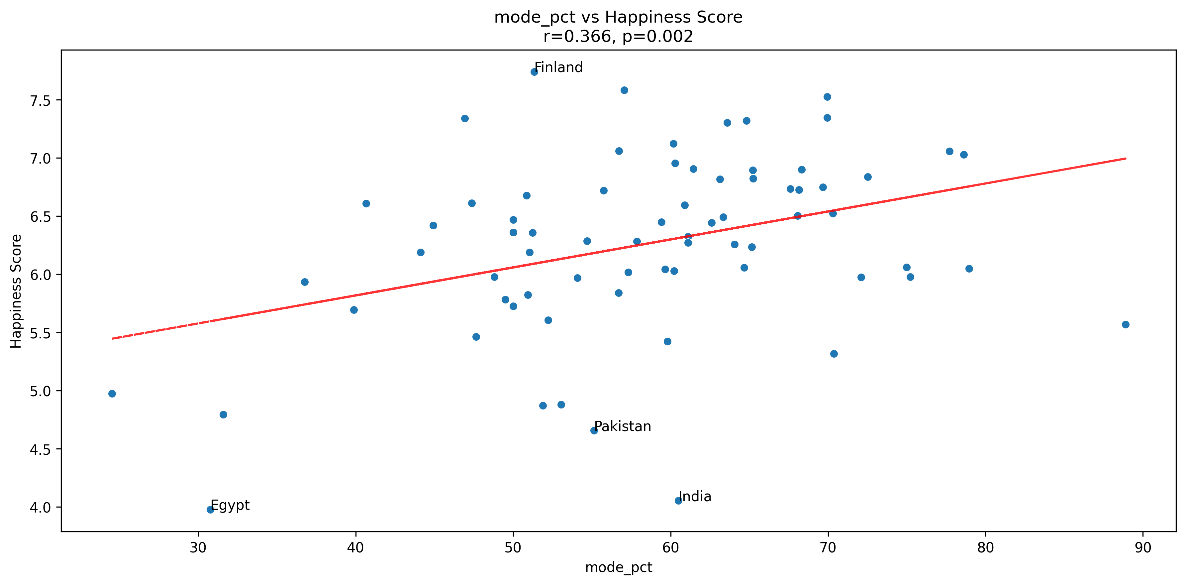 mode_pct vs Happiness Score
r=0.366, p=0.002
Finland
7.5
7.0
6.5
6.0
Happiness Score
5.5
5.0
Pakistan
4.5
India
Egypt
4.0
30
40
50
60
70
80
90
mode_pct